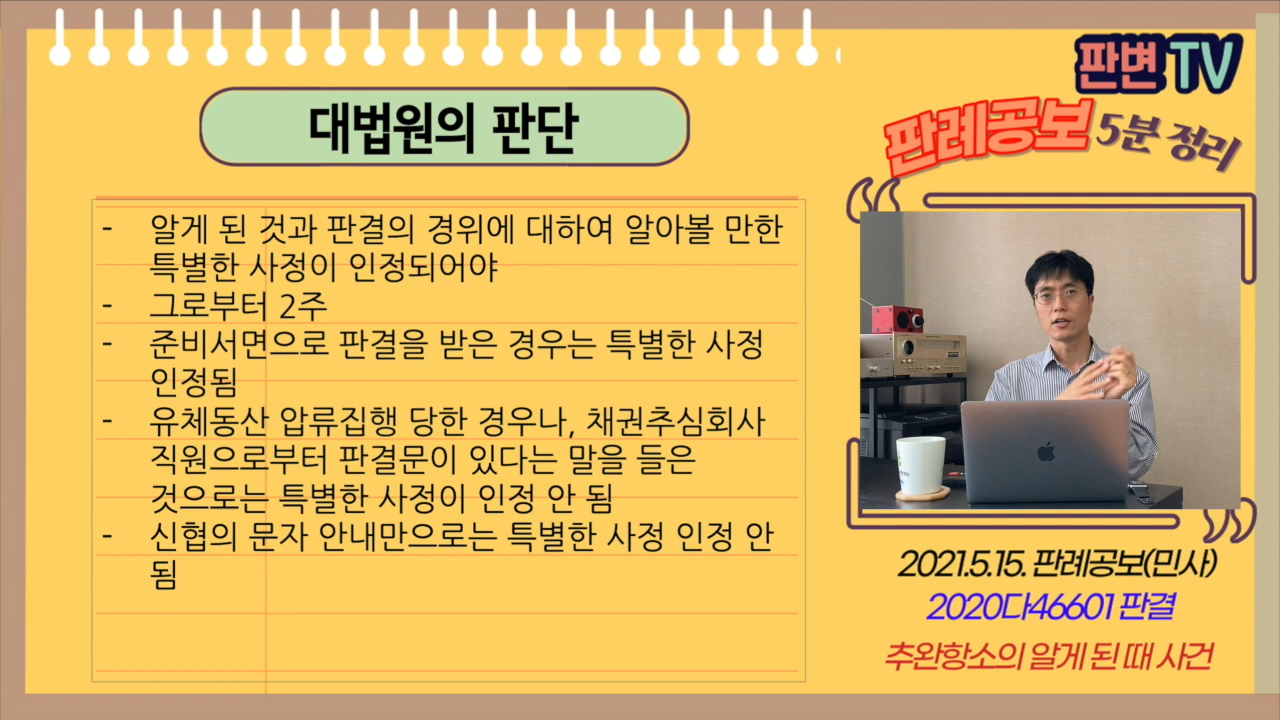 판변 TV
판례공보 5분 정리
대법원의 판단
- 알게 된 것과 판결의 경위에 대하여 알아볼 만한
특별한 사정이 인정되어야
- 그로부터 2주
- 준비서면으로 판결을 받은 경우는 특별한 사정
인정됨
- 유체동산 압류집행 당한 경우나, 채권추심회사
직원으로부터 판결문이 있다는 말을 들은
것으로는 특별한 사정이 인정 안 됨
- 신협의 문자 안내만으로는 특별한 사정 인정 안
됨
2021.5.15. 판례공보(민사)
2020다46601 판결
추완항소의 알게 된 때 사건